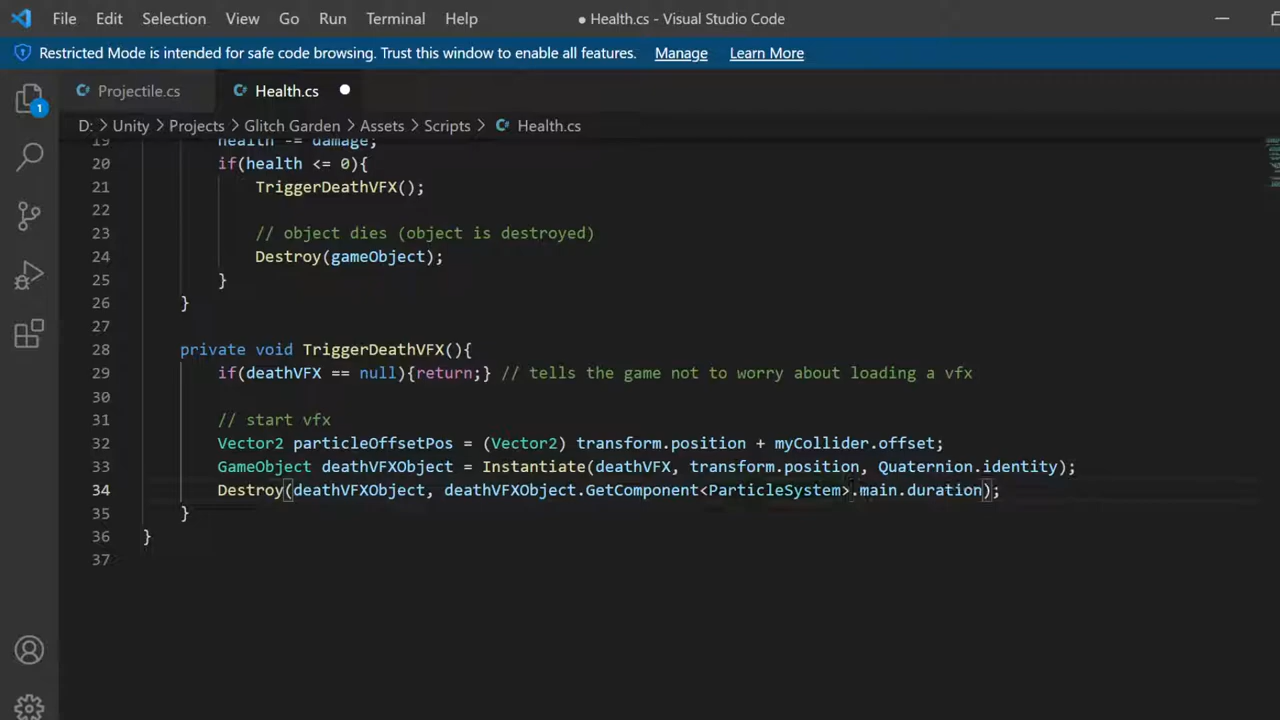 File Edit Selection View Go Run Terminal Help ● Health.cs - Visual Studio Code
Restricted Mode is intended for safe code browsing. Trust this window to enable all features. Manage Learn More
Projectile.cs Health.cs
D: > Unity > Projects > Glitch Garden > Assets > Scripts > Health.cs
1
19 health -= damage;
20 if(health <= 0){
21 TriggerDeathVFX();
22
23 // object dies (object is destroyed)
24 Destroy(gameObject);
25 }
26 }
27
28 private void TriggerDeathVFX(){
29 if(deathVFX == null){return;} // tells the game not to worry about loading a vfx
30
31 // start vfx
32 Vector2 particleOffsetPos = (Vector2) transform.position + myCollider.offset;
33 GameObject deathVFXObject = Instantiate(deathVFX, transform.position, Quaternion.identity);
34 Destroy(deathVFXObject, deathVFXObject.GetComponent<ParticleSystem>.main.duration);
35 }
36 }
37